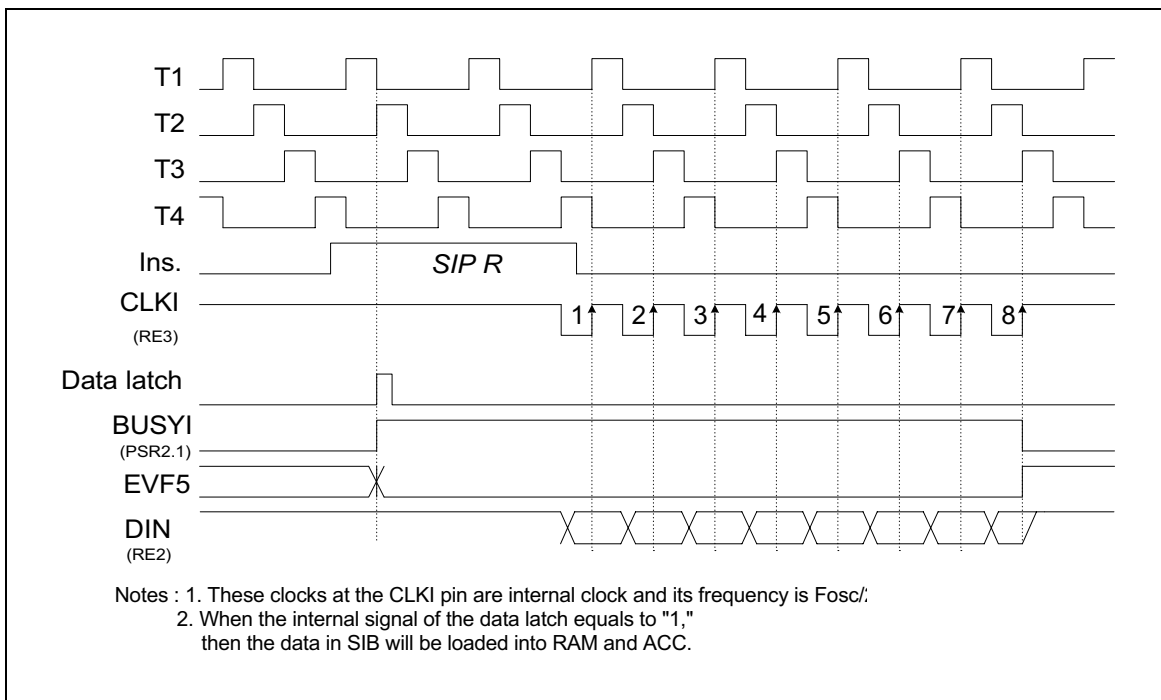 T1
T2
T3
T4
Ins.
SIP R
CLKI
(RE3)
1 2 3 4 5 6 7 8
Data latch
BUSYI
(PSR2.1)
EVF5
DIN
(RE2)
Notes : 1. These clocks at the CLKI pin are internal clock and its frequency is
2. When the internal signal of the data latch equals to "1,"
then the data in SIB will be loaded into RAM and ACC.